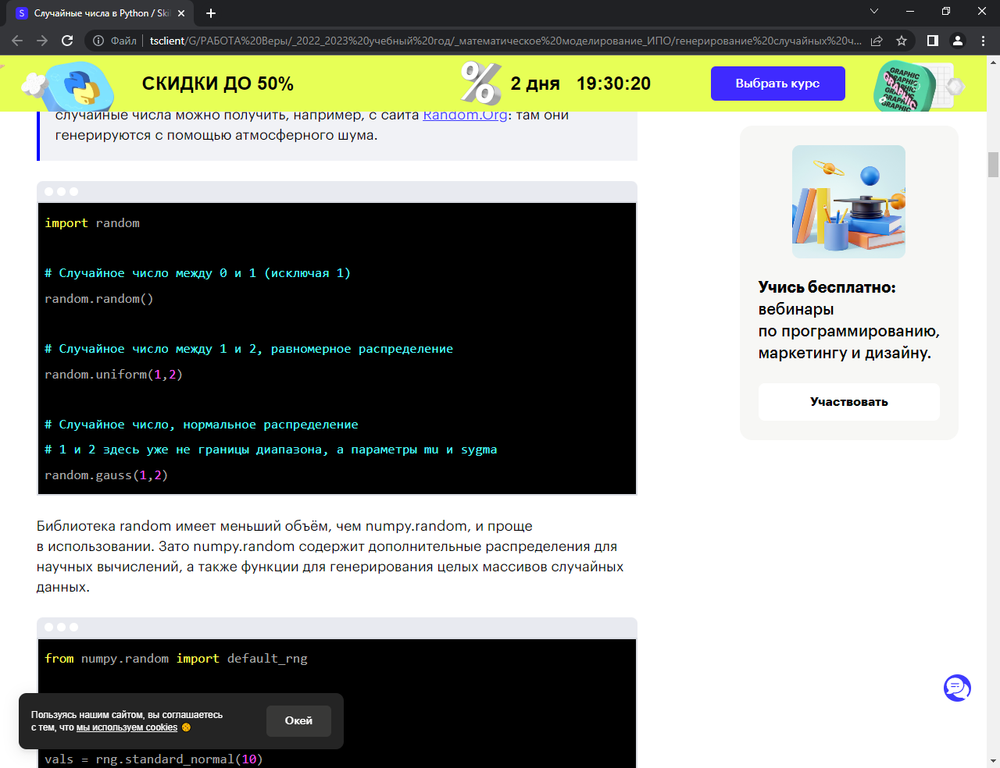 Случайные числа в Python / Ski
Файл
tsclient/G/РАБОТА%20Веры/_2022_2023%20учебный%20год/_математическое%20моделирование_ИПО/генерирование%20случайных%20ч...
СКИДКИ ДО 50%
2 дня 19:30:20
Выбрать курс
GRAPHIC
GRAPHIC
GRAPHIC
GRAPHIC
GRAPHIC
случайные числа можно получить, например, с сайта Random.Org: там они
генерируются с помощью атмосферного шума.
import random
# Случайное число между 0 и 1 (исключая 1)
random.random()
# Случайное число между 1 и 2, равномерное распределение
random.uniform(1,2)
# Случайное число, нормальное распределение
# 1 и 2 здесь уже не границы диапазона, а параметры mu и sygma
random.gauss(1,2)
Учись бесплатно:
вебинары
по программированию,
маркетингу и дизайну.
Участвовать
Библиотека random имеет меньший объём, чем numpy.random, и проще
в использовании. Зато numpy.random содержит дополнительные распределения для
научных вычислений, а также функции для генерирования целых массивов случайных
данных.
from numpy.random import default_rng
Пользуясь нашим сайтом, вы соглашаетесь
с тем, что мы используем cookies
Окей
vals = rng.standard_normal(10)